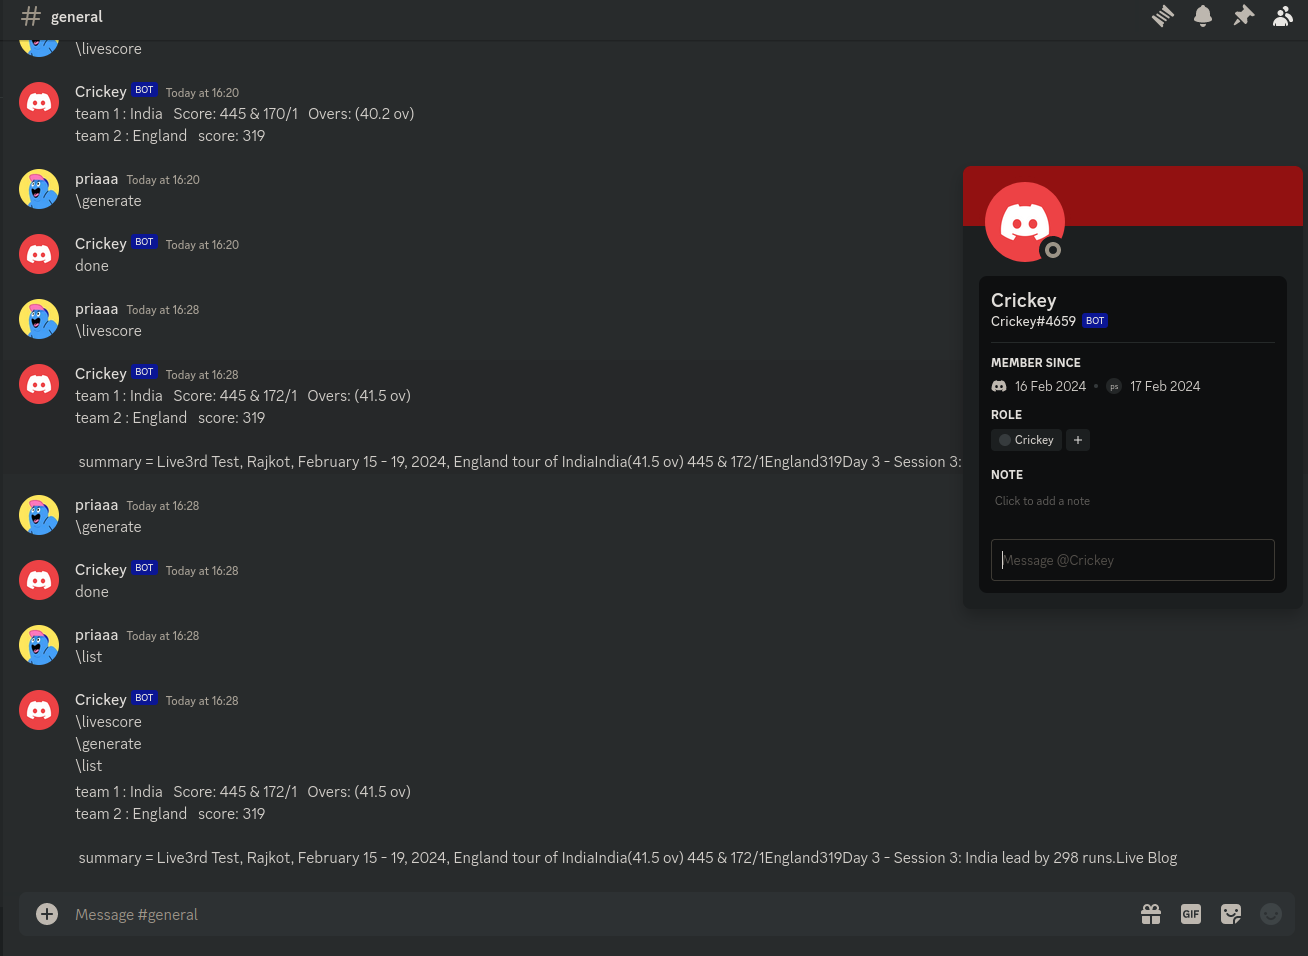 general
\livescore
Crickey BOT Today at 16:20
team 1 : India Score: 445 & 170/1 Overs: (40.2 ov)
team 2 : England score: 319
priaaa Today at 16:20
\generate
Crickey BOT Today at 16:20
done
priaaa Today at 16:28
\livescore
Crickey BOT Today at 16:28
team 1 : India Score: 445 & 172/1 Overs: (41.5 ov)
team 2 : England score: 319
summary = Live3rd Test, Rajkot, February 15 - 19, 2024, England tour of IndiaIndia(41.5 ov) 445 & 172/1England319Day 3 - Session 3:
priaaa Today at 16:28
\generate
Crickey BOT Today at 16:28
done
priaaa Today at 16:28
\list
Crickey BOT Today at 16:28
\livescore
\generate
\list
team 1 : India Score: 445 & 172/1 Overs: (41.5 ov)
team 2 : England score: 319
summary = Live3rd Test, Rajkot, February 15 - 19, 2024, England tour of IndiaIndia(41.5 ov) 445 & 172/1England319Day 3 - Session 3: India lead by 298 runs.Live Blog
Message #general
GIF
Crickey
Crickey#4659 BOT
MEMBER SINCE
16 Feb 2024 • ps 17 Feb 2024
ROLE
Crickey +
NOTE
Click to add a note
Message @Crickey